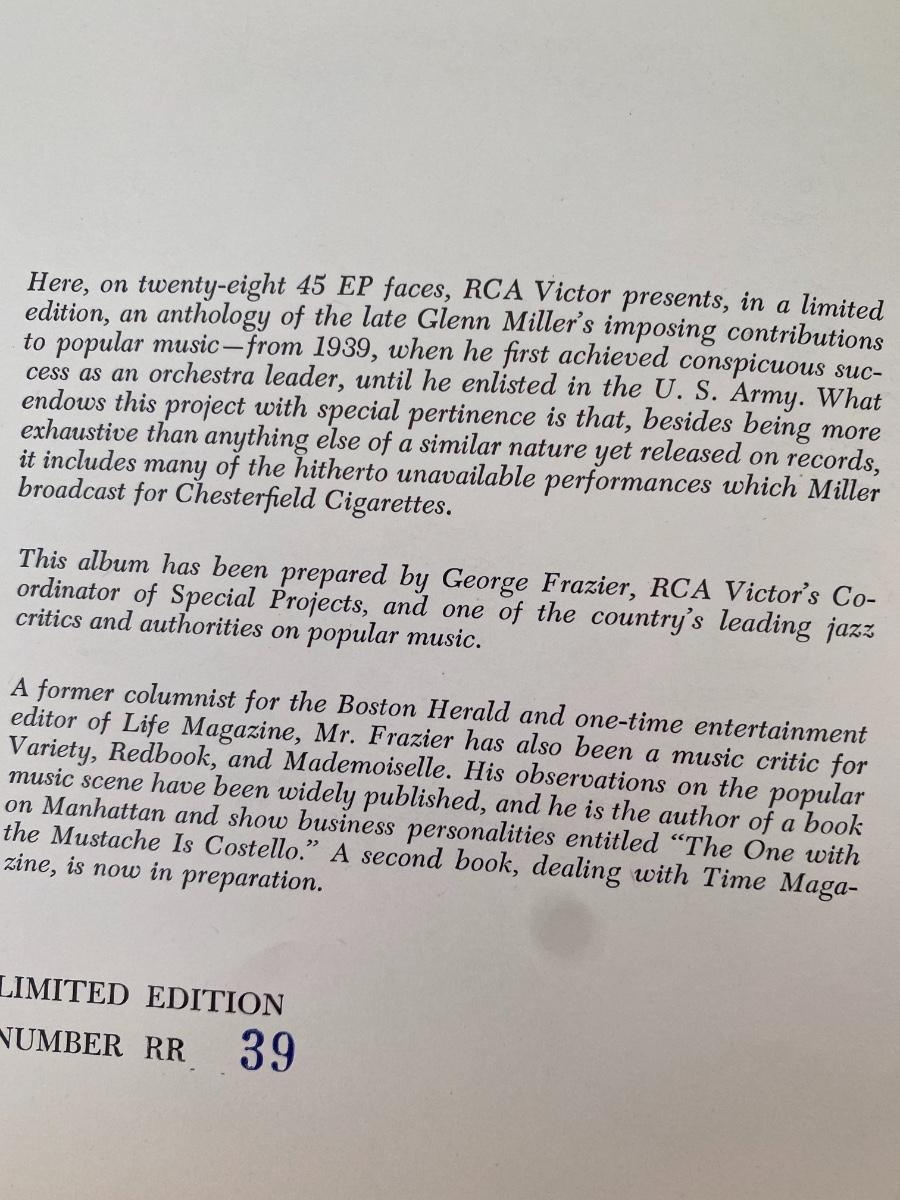 Here, on twenty-eight 45 EP faces, RCA Victor presents, in a limited
edition, an anthology of the late Glenn Miller's imposing contributions
to popular music—from 1939, when he first achieved conspicuous suc-
cess as an orchestra leader, until he enlisted in the U. S. Army. What
endows this project with special pertinence is that, besides being more
exhaustive than anything else of a similar nature yet released on records,
it includes many of the hitherto unavailable performances which Miller
broadcast for Chesterfield Cigarettes.
This album has been prepared by George Frazier, RCA Victor's Co-
ordinator of Special Projects, and one of the country's leading jazz
critics and authorities on popular music.
A former columnist for the Boston Herald and one-time entertainment
editor of Life Magazine, Mr. Frazier has also been a music critic for
Variety, Redbook, and Mademoiselle. His observations on the popular
music scene have been widely published, and he is the author of a book
on Manhattan and show business personalities entitled "The One with
the Mustache Is Costello." A second book, dealing with Time Maga-
zine, is now in preparation.
LIMITED EDITION
NUMBER RR 39